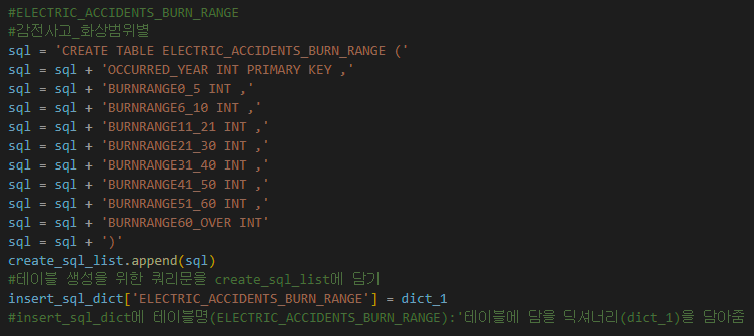 #ELECTRIC_ACCIDENTS_BURN_RANGE
#감전사고_화상범위별
sql = 'CREATE TABLE ELECTRIC_ACCIDENTS_BURN_RANGE ('
sql = sql + 'OCCURRED_YEAR INT PRIMARY KEY ,'
sql = sql + 'BURNRANGE0_5 INT ,'
sql = sql + 'BURNRANGE6_10 INT ,'
sql = sql + 'BURNRANGE11_21 INT ,'
sql = sql + 'BURNRANGE21_30 INT ,'
sql = sql + 'BURNRANGE31_40 INT ,'
sql = sql + 'BURNRANGE41_50 INT ,'
sql = sql + 'BURNRANGE51_60 INT ,'
sql = sql + 'BURNRANGE60_OVER INT'
sql = sql + ')'
create_sql_list.append(sql)
#테이블 생성을 위한 쿼리문을 create_sql_list에 담기
insert_sql_dict['ELECTRIC_ACCIDENTS_BURN_RANGE'] = dict_1
#insert_sql_dict에 테이블명(ELECTRIC_ACCIDENTS_BURN_RANGE):'테이블에 담을 딕셔너리(dict_1)을 담아줌